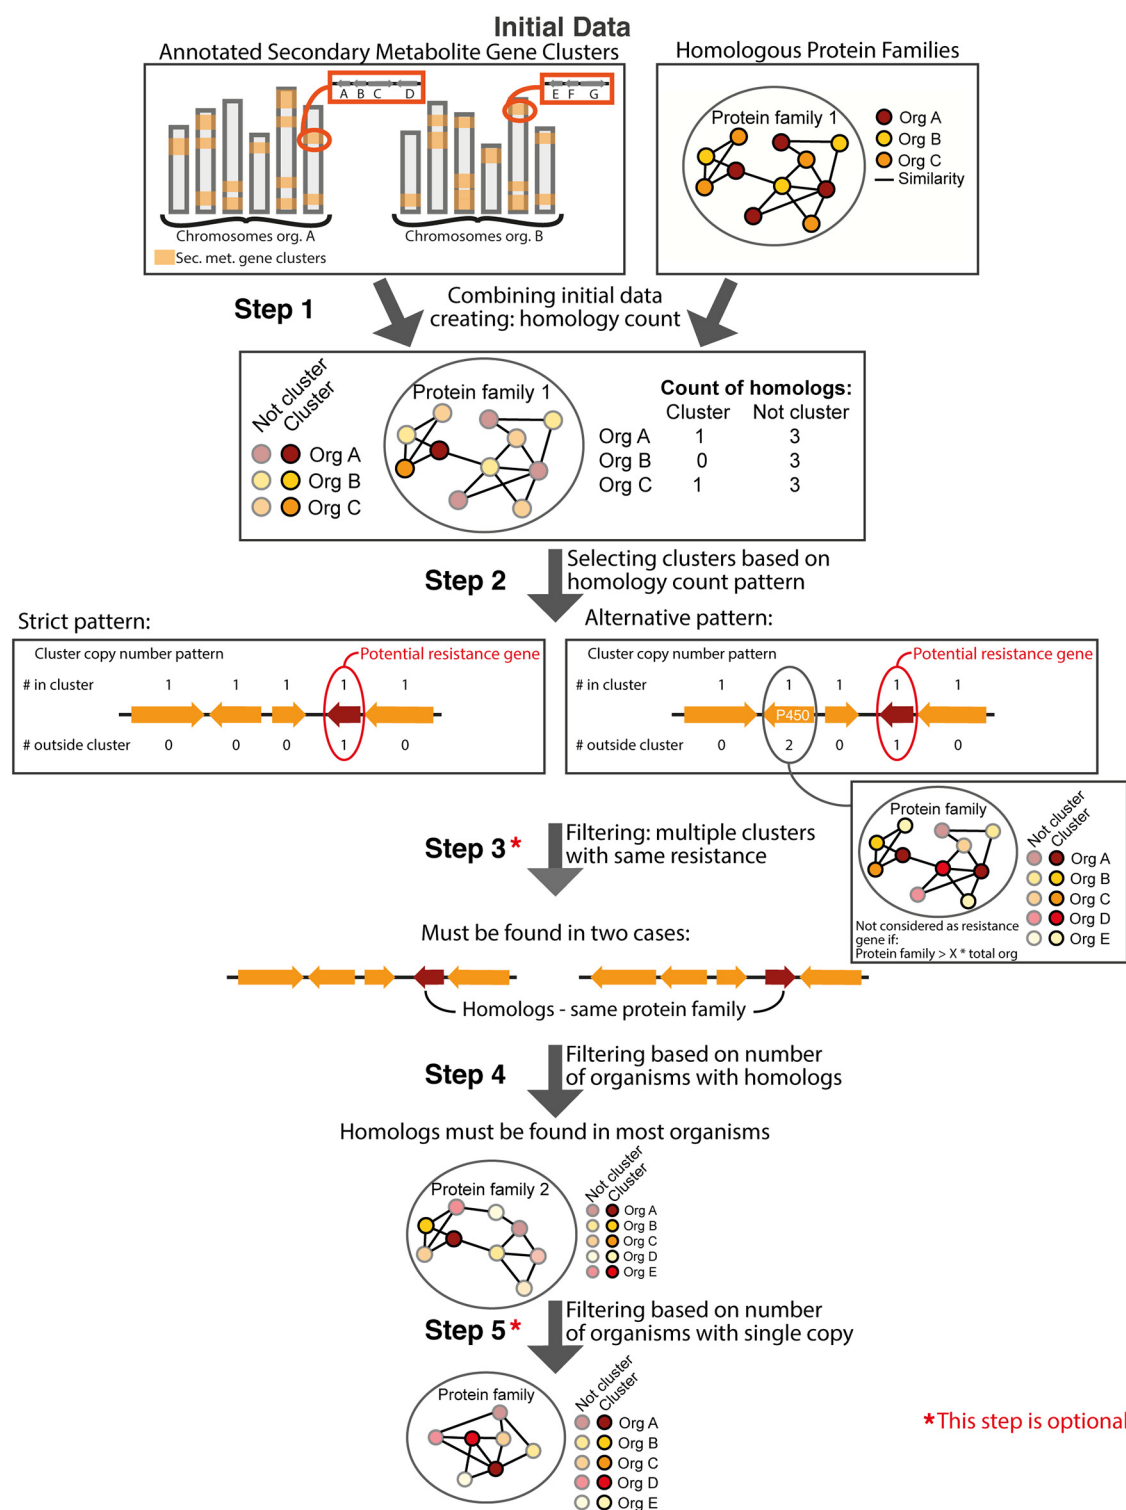 Initial Data
Annotated Secondary Metabolite Gene Clusters
A B C D
E F G
Chromosomes org. A
Chromosomes org. B
Sec. met. gene clusters
Homologous Protein Families
Protein family 1
Org A
Org B
Org C
Similarity
Step 1
Combining initial data
creating: homology count
Not cluster
Cluster
Org A
Org B
Org C
Protein family 1
Count of homologs:
Cluster Not cluster
Org A 1 3
Org B 0 3
Org C 1 3
Step 2
Selecting clusters based on
homology count pattern
Strict pattern:
Cluster copy number pattern
Potential resistance gene
# in cluster 1 1 1 1 1
# outside cluster 0 0 0 1 0
Alternative pattern:
Cluster copy number pattern
Potential resistance gene
# in cluster 1 1 1 1 1
P450
# outside cluster 0 2 0 1 0
Protein family
Not cluster
Cluster
Org A
Org B
Org C
Org D
Org E
Not considered as resistance
gene if:
Protein family > X * total org
Step 3*
Filtering: multiple clusters
with same resistance
Must be found in two cases:
Homologs - same protein family
Step 4
Filtering based on number
of organisms with homologs
Homologs must be found in most organisms
Protein family 2
Not cluster
Cluster
Org A
Org B
Org C
Org D
Org E
Step 5*
Filtering based on number
of organisms with single copy
Protein family
Not cluster
Cluster
Org A
Org B
Org C
Org D
Org E
*This step is optional